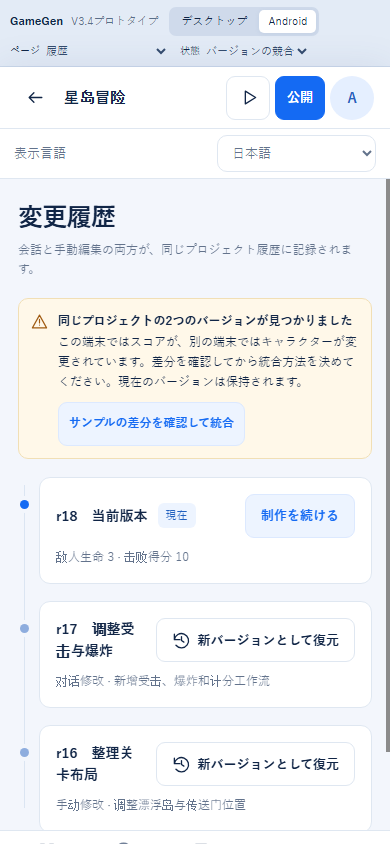 GameGen V3.4プロトタイプ デスクトップ Android
ページ 履歴 状態 バージョンの競合
星岛冒险 公開 A
表示言語 日本語
変更履歴
会話と手動編集の両方が、同じプロジェクト履歴に記録されま
す。
同じプロジェクトの2つのバージョンが見つかりました
この端末ではスコアが、別の端末ではキャラクターが変
更されています。差分を確認してから統合方法を決めて
ください。現在のバージョンは保持されます。
サンプルの差分を確認して統合
r18 当前版本 現在 制作を続ける
敌人生命 3 · 击败得分 10
r17 调整受
击与爆炸
新バージョンとして復元
对话修改 · 新增受击、爆炸和计分工作流
r16 整理关
卡布局
新バージョンとして復元
手动修改 · 调整漂浮岛与传送门位置